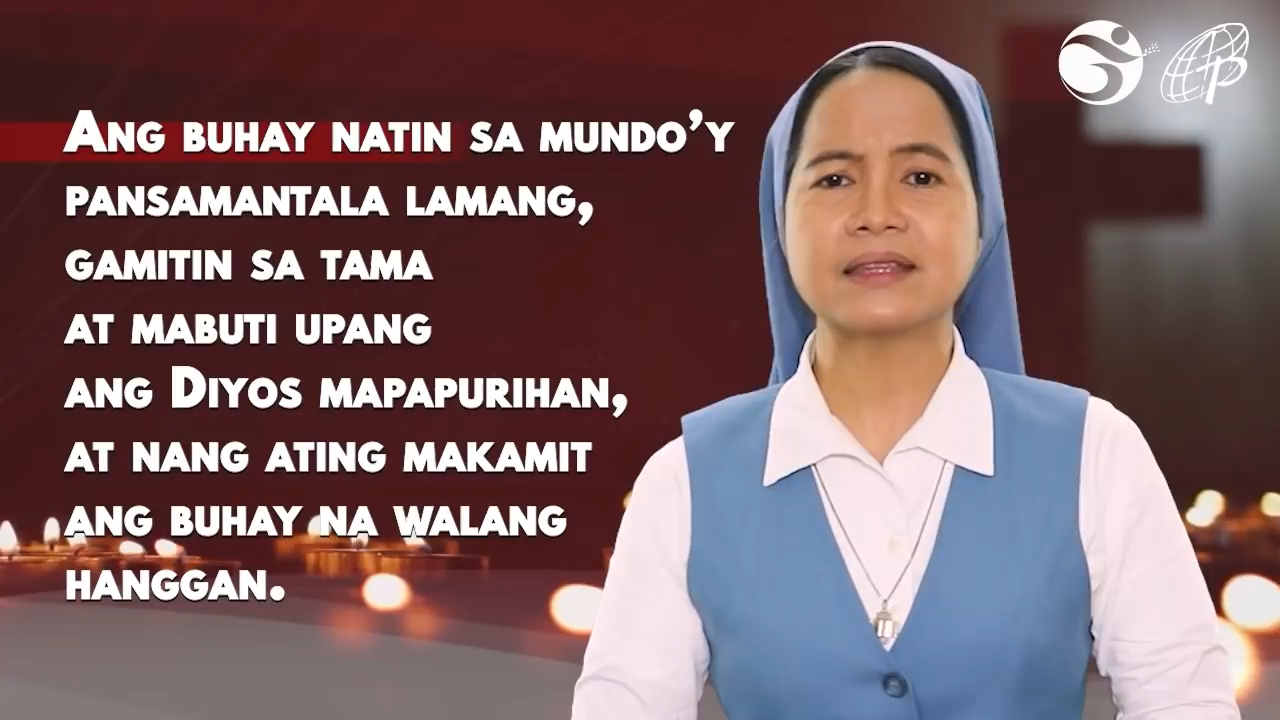 Ang buhay natin sa mundo’y
pansamantala lamang,
gamitin sa tama
at mabuti upang
ang Diyos mapapurihan,
at nang ating makamit
ang buhay na walang
hanggan.